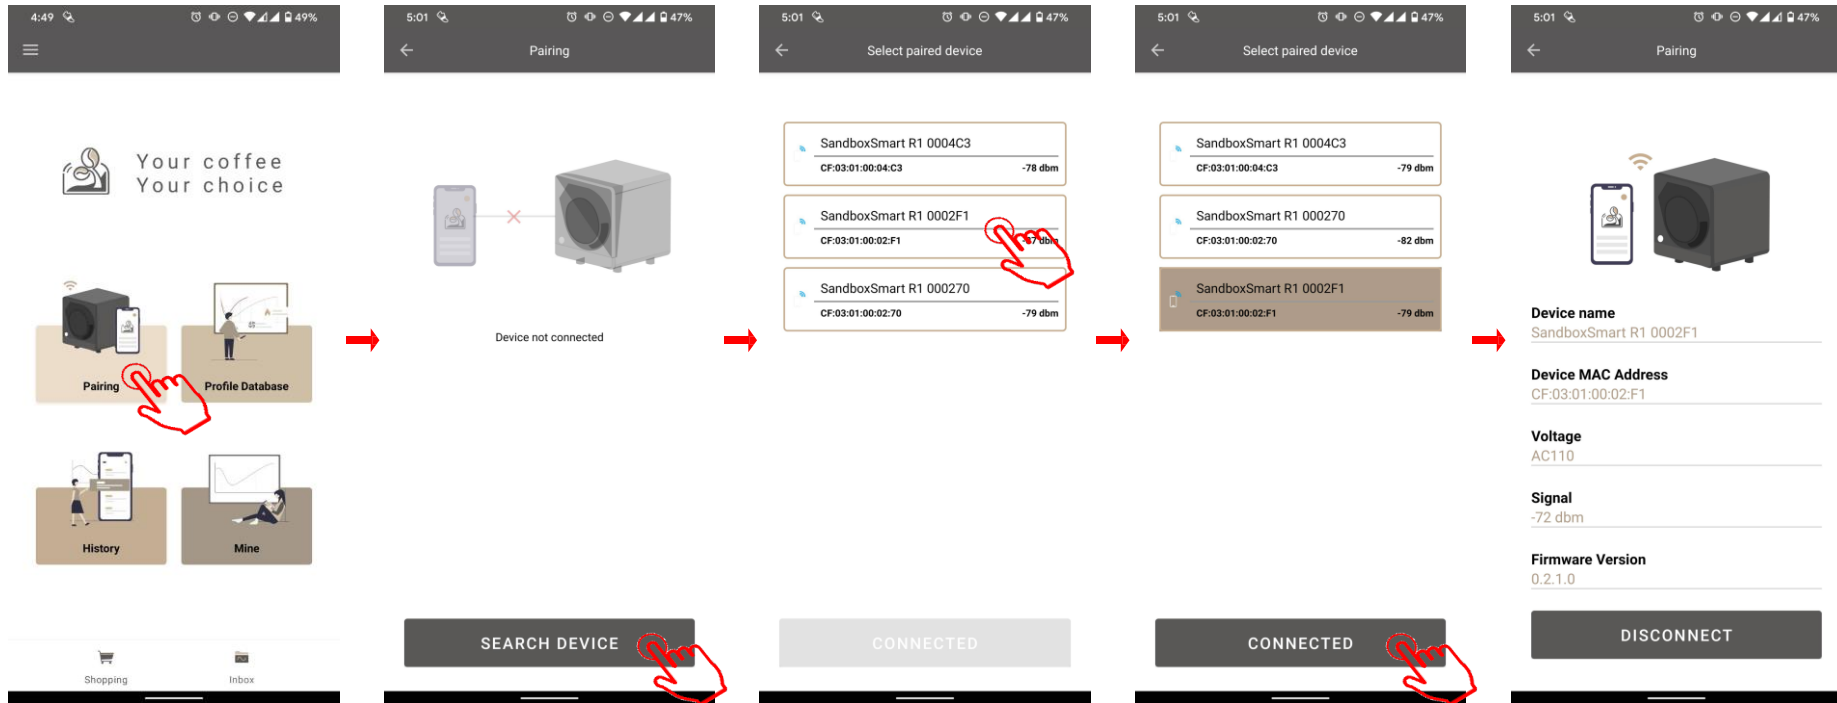 4:49
49%
Your coffee
Your choice
Pairing
Profile Database
History
Mine
Shopping
Inbox
5:01
47%
Pairing
Device not connected
SEARCH DEVICE
5:01
47%
Select paired device
SandboxSmart R1 0004C3
CF:03:01:00:04:C3
-78 dbm
SandboxSmart R1 0002F1
CF:03:01:00:02:F1
dbm
SandboxSmart R1 000270
CF:03:01:00:02:70
-79 dbm
CONNECTED
5:01
47%
Select paired device
SandboxSmart R1 0004C3
CF:03:01:00:04:C3
-79 dbm
SandboxSmart R1 000270
CF:03:01:00:02:70
-82 dbm
SandboxSmart R1 0002F1
CF:03:01:00:02:F1
-79 dbm
CONNECTED
5:01
47%
Pairing
Device name
SandboxSmart R1 0002F1
Device MAC Address
CF:03:01:00:02:F1
Voltage
AC110
Signal
-72 dbm
Firmware Version
0.2.1.0
DISCONNECT